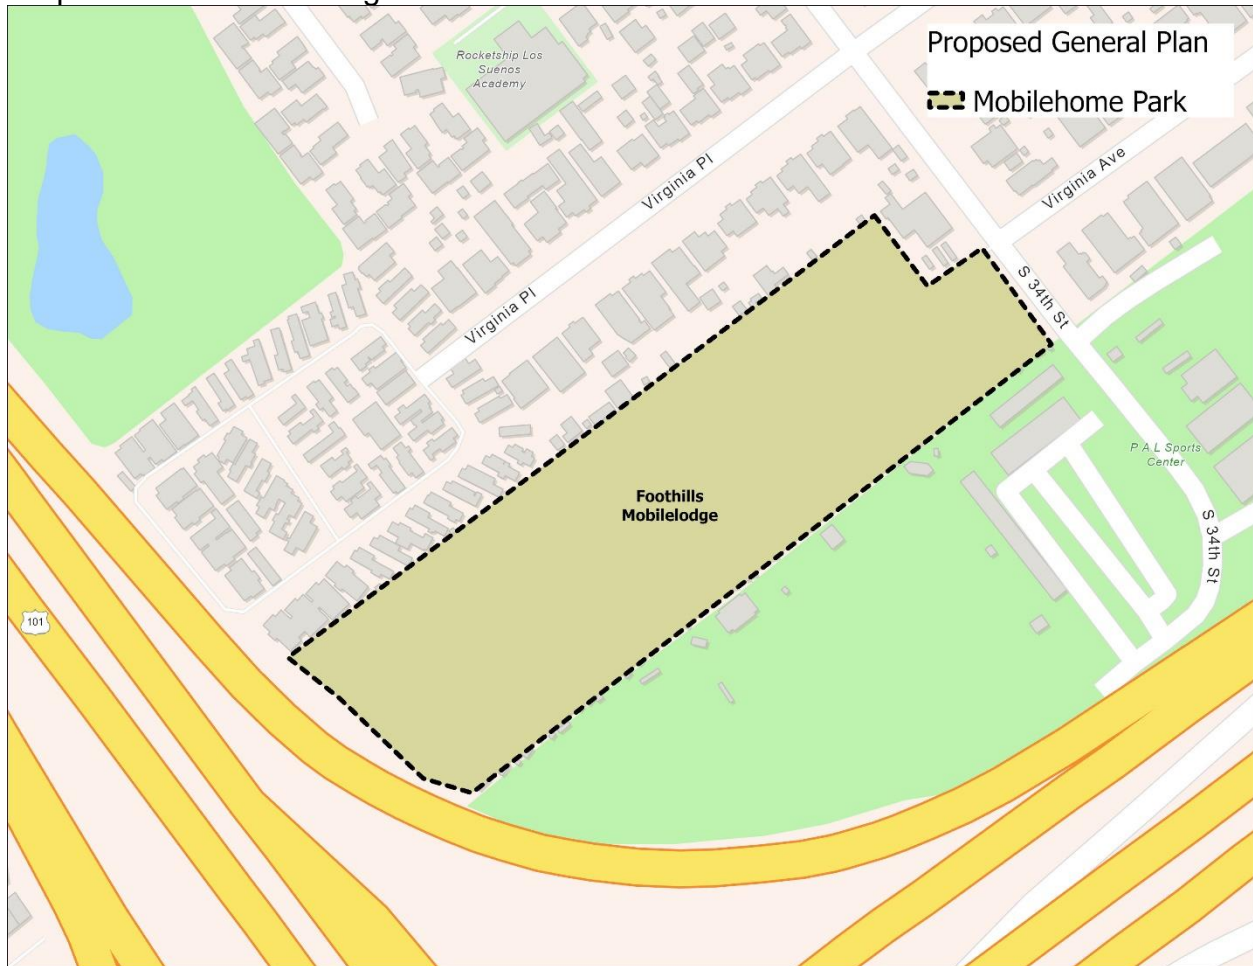 Proposed General Plan
Mobilehome Park
Rocketship Los
Suenos
Academy
Virginia Pl
Virginia Ave
S 34th St
Virginia Pl
P A L Sports
Center
Foothills
Mobilelodge
S 34th St
101